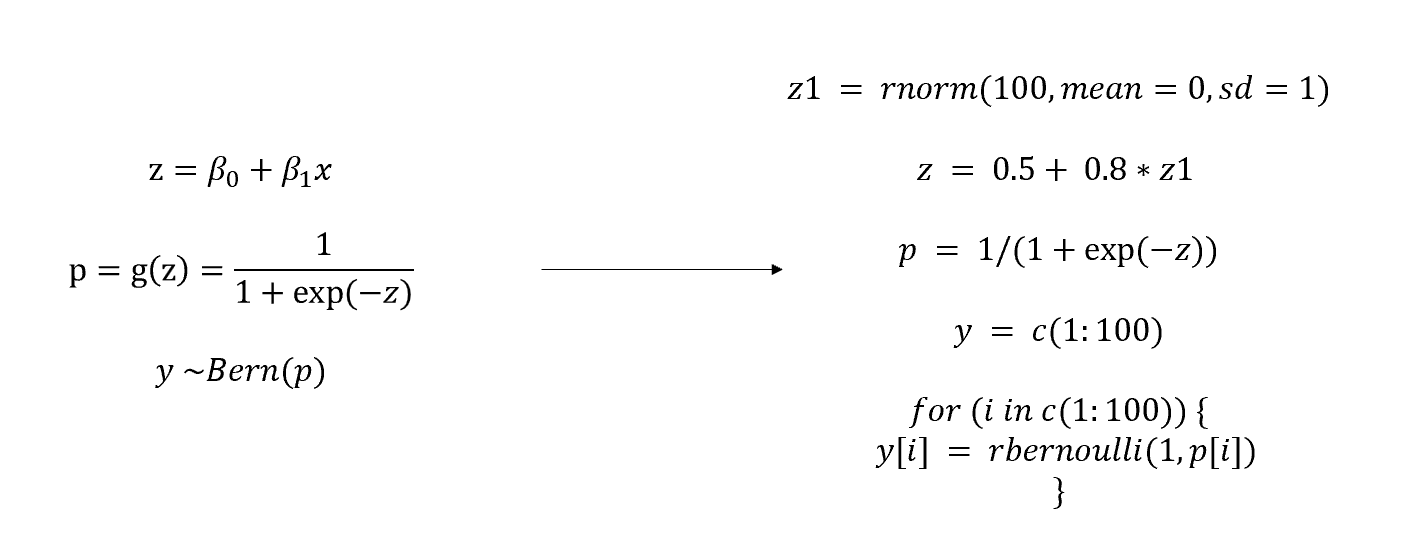 z = β₀ + β₁x
p = g(z) = 1 / (1 + exp(−z))
y ~Bern(p)
z1 = rnorm(100, mean = 0, sd = 1)
z = 0.5 + 0.8 ∗ z1
p = 1/(1 + exp(−z))
y = c(1: 100)
for (i in c(1: 100)) {
y[i] = rbernoulli(1, p[i])
}